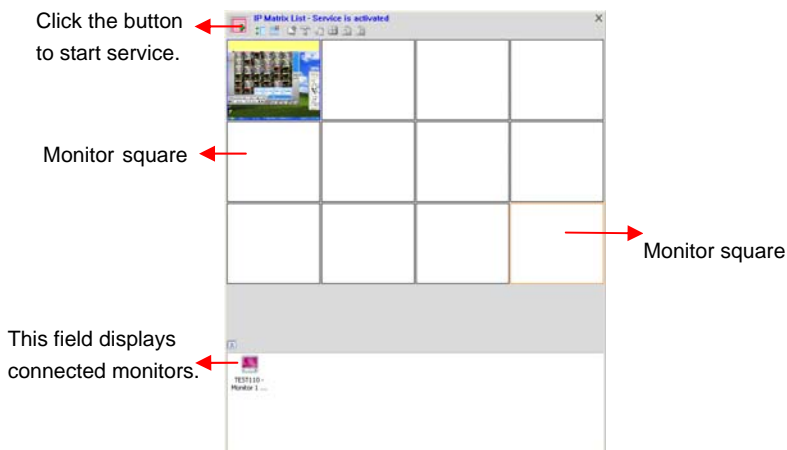 Click the button
to start service.
IP Matrix List - Service is activated
X
Monitor square
Monitor square
This field displays
connected monitors.
TEST110 -
Monitor 1 ...